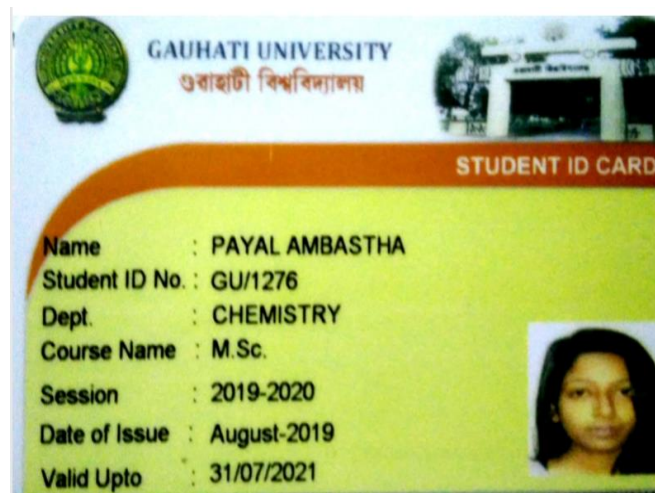 GAUHATI UNIVERSITY
গুৱাহাটী বিশ্ববিদ্যালয়
STUDENT ID CARD
Name : PAYAL AMBASTHA
Student ID No. : GU/1276
Dept. : CHEMISTRY
Course Name : M.Sc.
Session : 2019-2020
Date of Issue : August-2019
Valid Upto : 31/07/2021